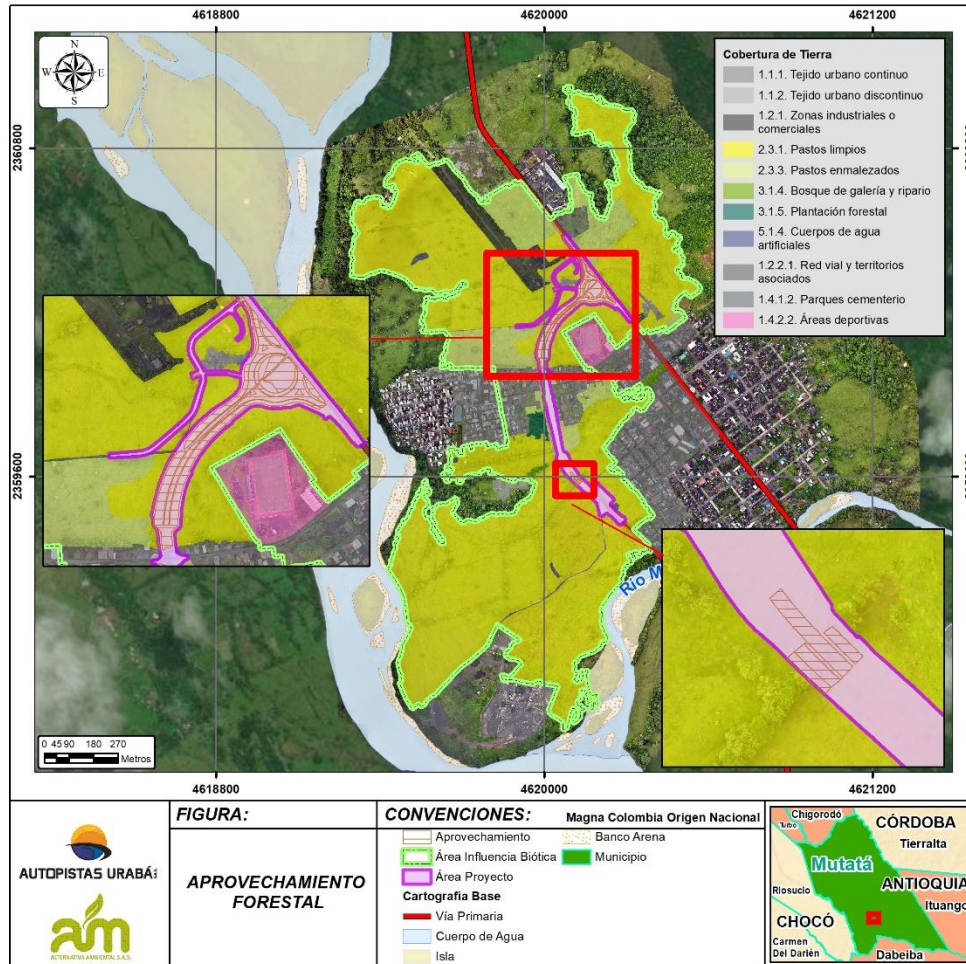 4618800
4620000
4621200
N
W
E
S
2360800
2359600
Cobertura de Tierra
1.1.1. Tejido urbano continuo
1.1.2. Tejido urbano discontinuo
1.2.1. Zonas industriales o
comerciales
2.3.1. Pastos limpios
2.3.3. Pastos enmalezados
3.1.4. Bosque de galería y ripario
3.1.5. Plantación forestal
5.1.4. Cuerpos de agua
artificiales
1.2.2.1. Red vial y territorios
asociados
1.4.1.2. Parques cementerio
1.4.2.2. Áreas deportivas
Río M
0 45 90 180 270
Metros
4618800
4620000
4621200
AUTOPISTAS URABÁ
ALTERNATIVA AMBIENTAL S.A.S.
FIGURA:
APROVECHAMIENTO
FORESTAL
CONVENCIONES:
Magna Colombia Origen Nacional
Aprovechamiento
Área Influencia Biótica
Área Proyecto
Banco Arena
Municipio
Cartografía Base
Vía Primaria
Cuerpo de Agua
Isla
Chigorodó
Turbo
CÓRDOBA
Tierralta
Mutatá
ANTIOQUIA
Riosucio
Ituango
CHOCÓ
Carmen
Del Darién
Dabeiba